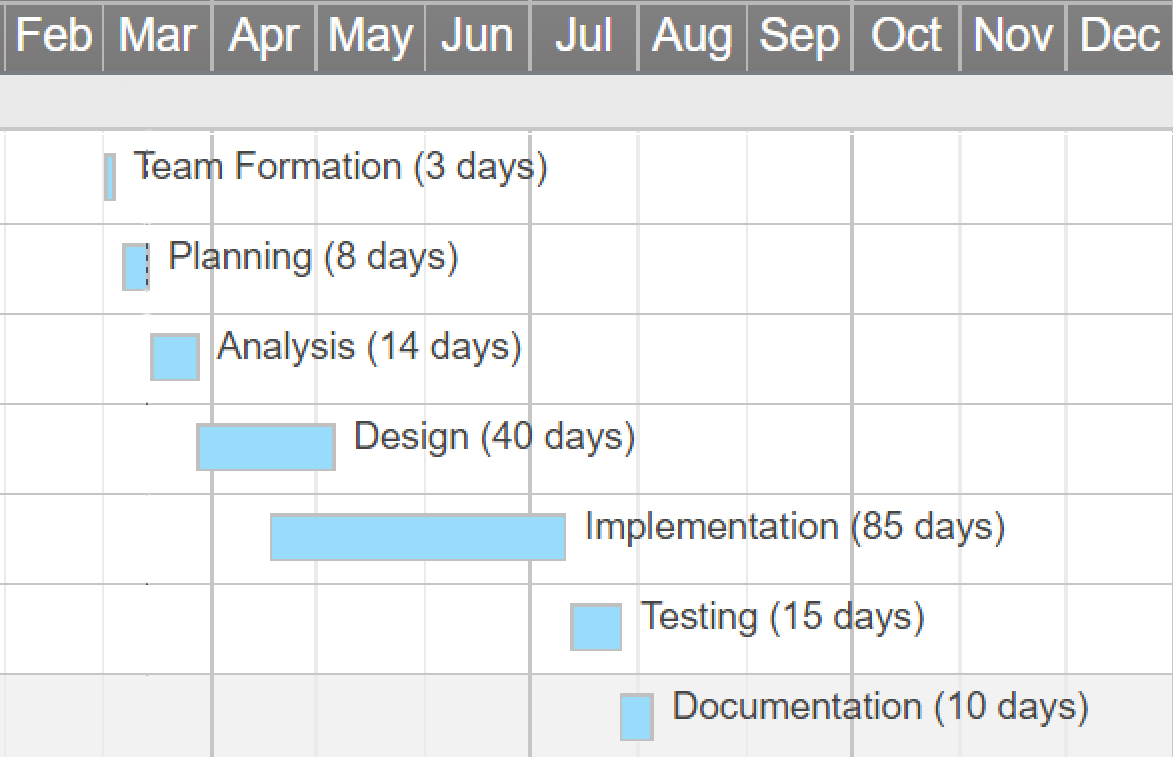 Feb Mar Apr May Jun Jul Aug Sep Oct Nov Dec
Team Formation (3 days)
Planning (8 days)
Analysis (14 days)
Design (40 days)
Implementation (85 days)
Testing (15 days)
Documentation (10 days)